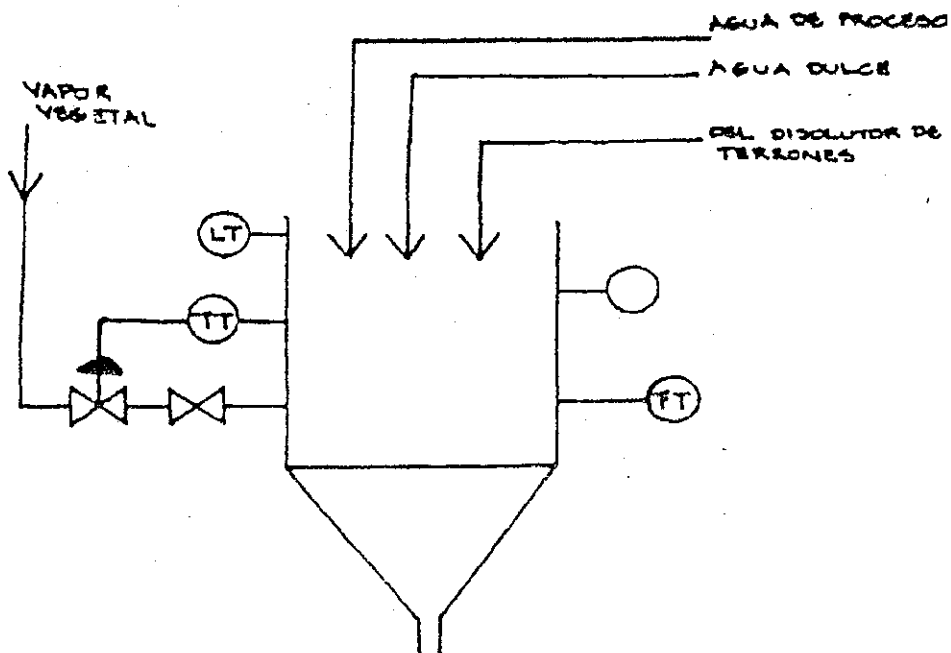 AGUA DE PROCESO
AGUA DULCE
DEL DISOLUTOR DE
TERRONES
VAPOR
VEGETAL
LT
TT
FT